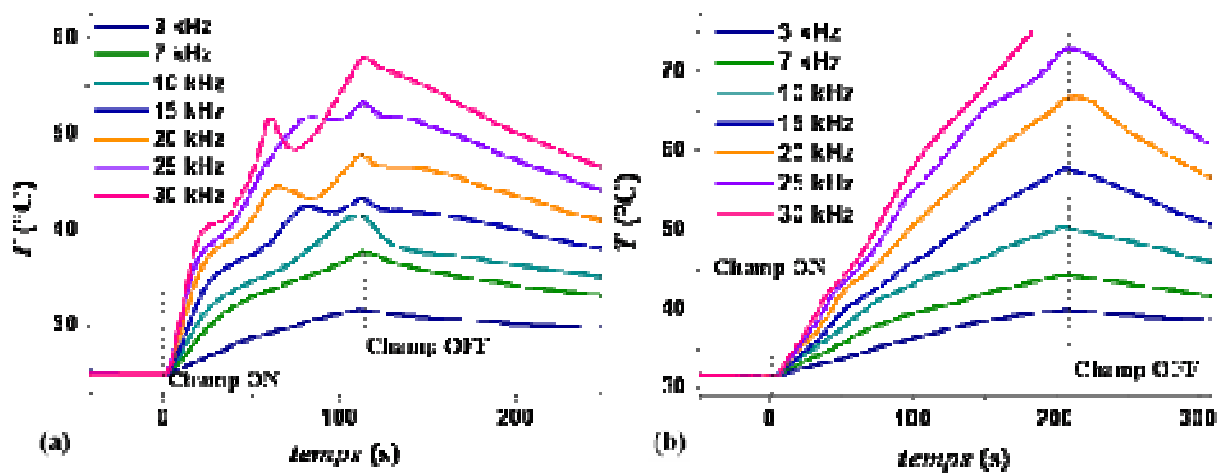 60
50
40
30
T (°C)
3 kHz
7 kHz
10 kHz
15 kHz
20 kHz
25 kHz
30 kHz
Champ ON
Champ OFF
0
100
200
(a)
temps (s)
70
60
50
40
30
T (°C)
3 kHz
7 kHz
10 kHz
15 kHz
20 kHz
25 kHz
30 kHz
Champ ON
Champ OFF
0
100
200
300
(b)
temps (s)